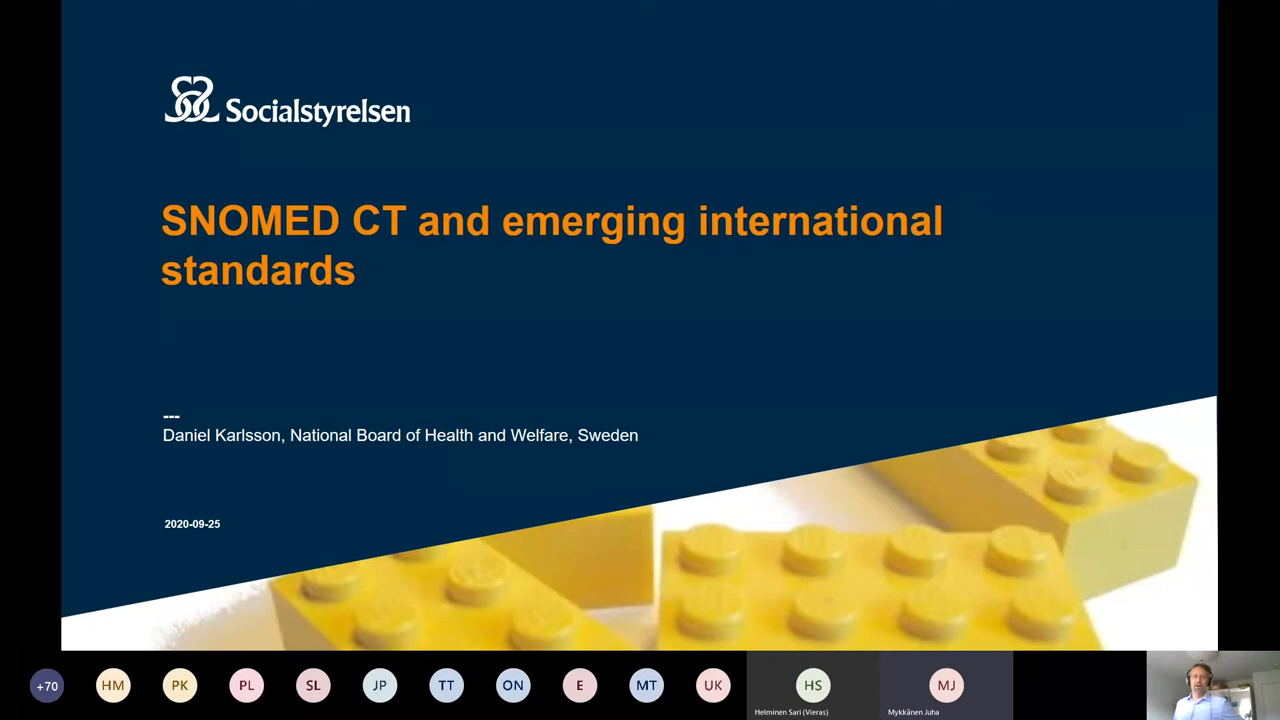 Socialstyrelsen
SNOMED CT and emerging international
standards
---
Daniel Karlsson, National Board of Health and Welfare, Sweden
2020-09-25
+70
HM
PK
PL
SL
JP
TT
ON
E
MT
UK
HS
MJ
Helminen Sari (Vieras)
Mykkänen Juha